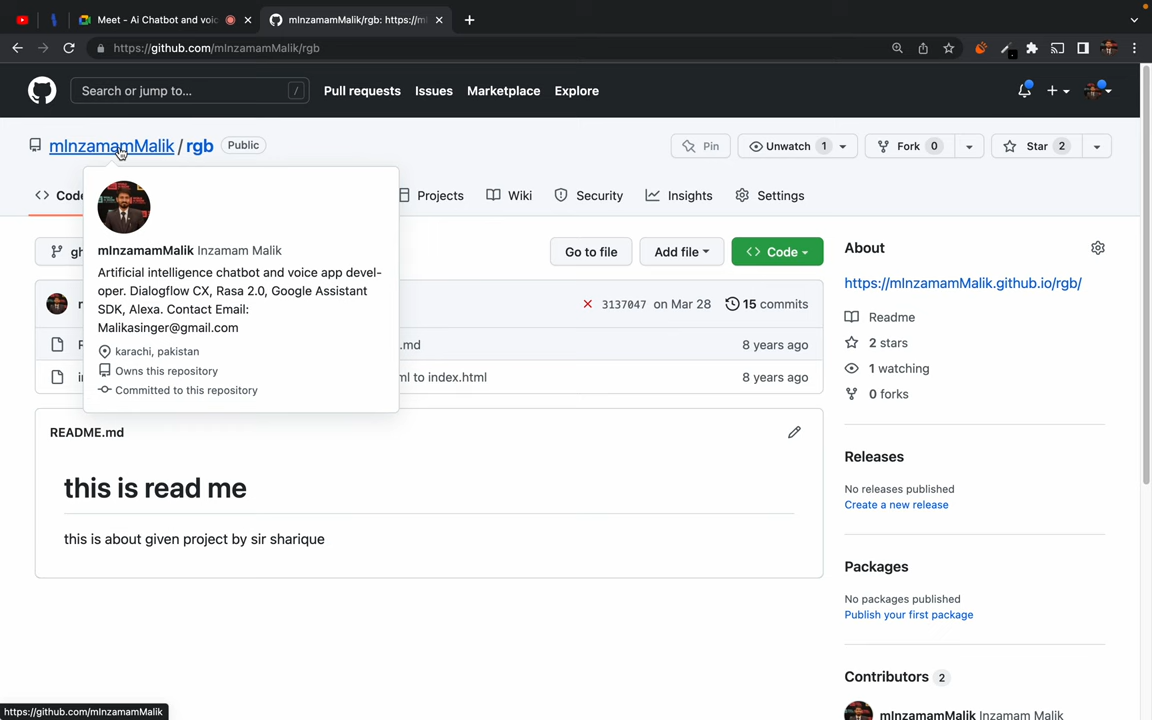 Meet - Ai Chatbot and voic
mInzamamMalik/rgb: https://ml
https://github.com/mInzamamMalik/rgb
Search or jump to... /
Pull requests
Issues
Marketplace
Explore
mInzamamMalik / rgb Public
Pin
Unwatch 1
Fork 0
Star 2
Code
Projects
Wiki
Security
Insights
Settings
mInzamamMalik Inzamam Malik
Artificial intelligence chatbot and voice app devel-
oper. Dialogflow CX, Rasa 2.0, Google Assistant
SDK, Alexa. Contact Email:
Malikasinger@gmail.com
karachi, pakistan
Owns this repository
Committed to this repository
Go to file
Add file
Code
3137047 on Mar 28 15 commits
.md 8 years ago
ml to index.html 8 years ago
README.md
this is read me
this is about given project by sir sharique
About
https://mInzamamMalik.github.io/rgb/
Readme
2 stars
1 watching
0 forks
Releases
No releases published
Create a new release
Packages
No packages published
Publish your first package
Contributors 2
mInzamamMalik Inzamam Malik
https://github.com/mInzamamMalik